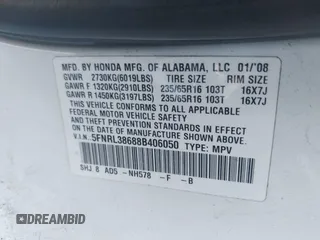 MFD. BY HONDA MFG. OF ALABAMA, LLC 01/'08
GVWR 2730KG(6019LBS) TIRE SIZE RIM SIZE
GAWR F 1320KG(2910LBS) 235/65R16 103T 16X7J
GAWR R 1450KG(3197LBS) 235/65R16 103T 16X7J
THIS VEHICLE CONFORMS TO ALL APPLICABLE
FEDERAL MOTOR VEHICLE SAFETY AND
THEFT PREVENTION STANDARDS IN EFFECT ON
THE DATE OF MANUFACTURE SHOWN ABOVE.
V.I.N. 5FNRL38688B406050 TYPE: MPV
SHJ 8 AD5 -NH578 -F -B
© DREAM BID